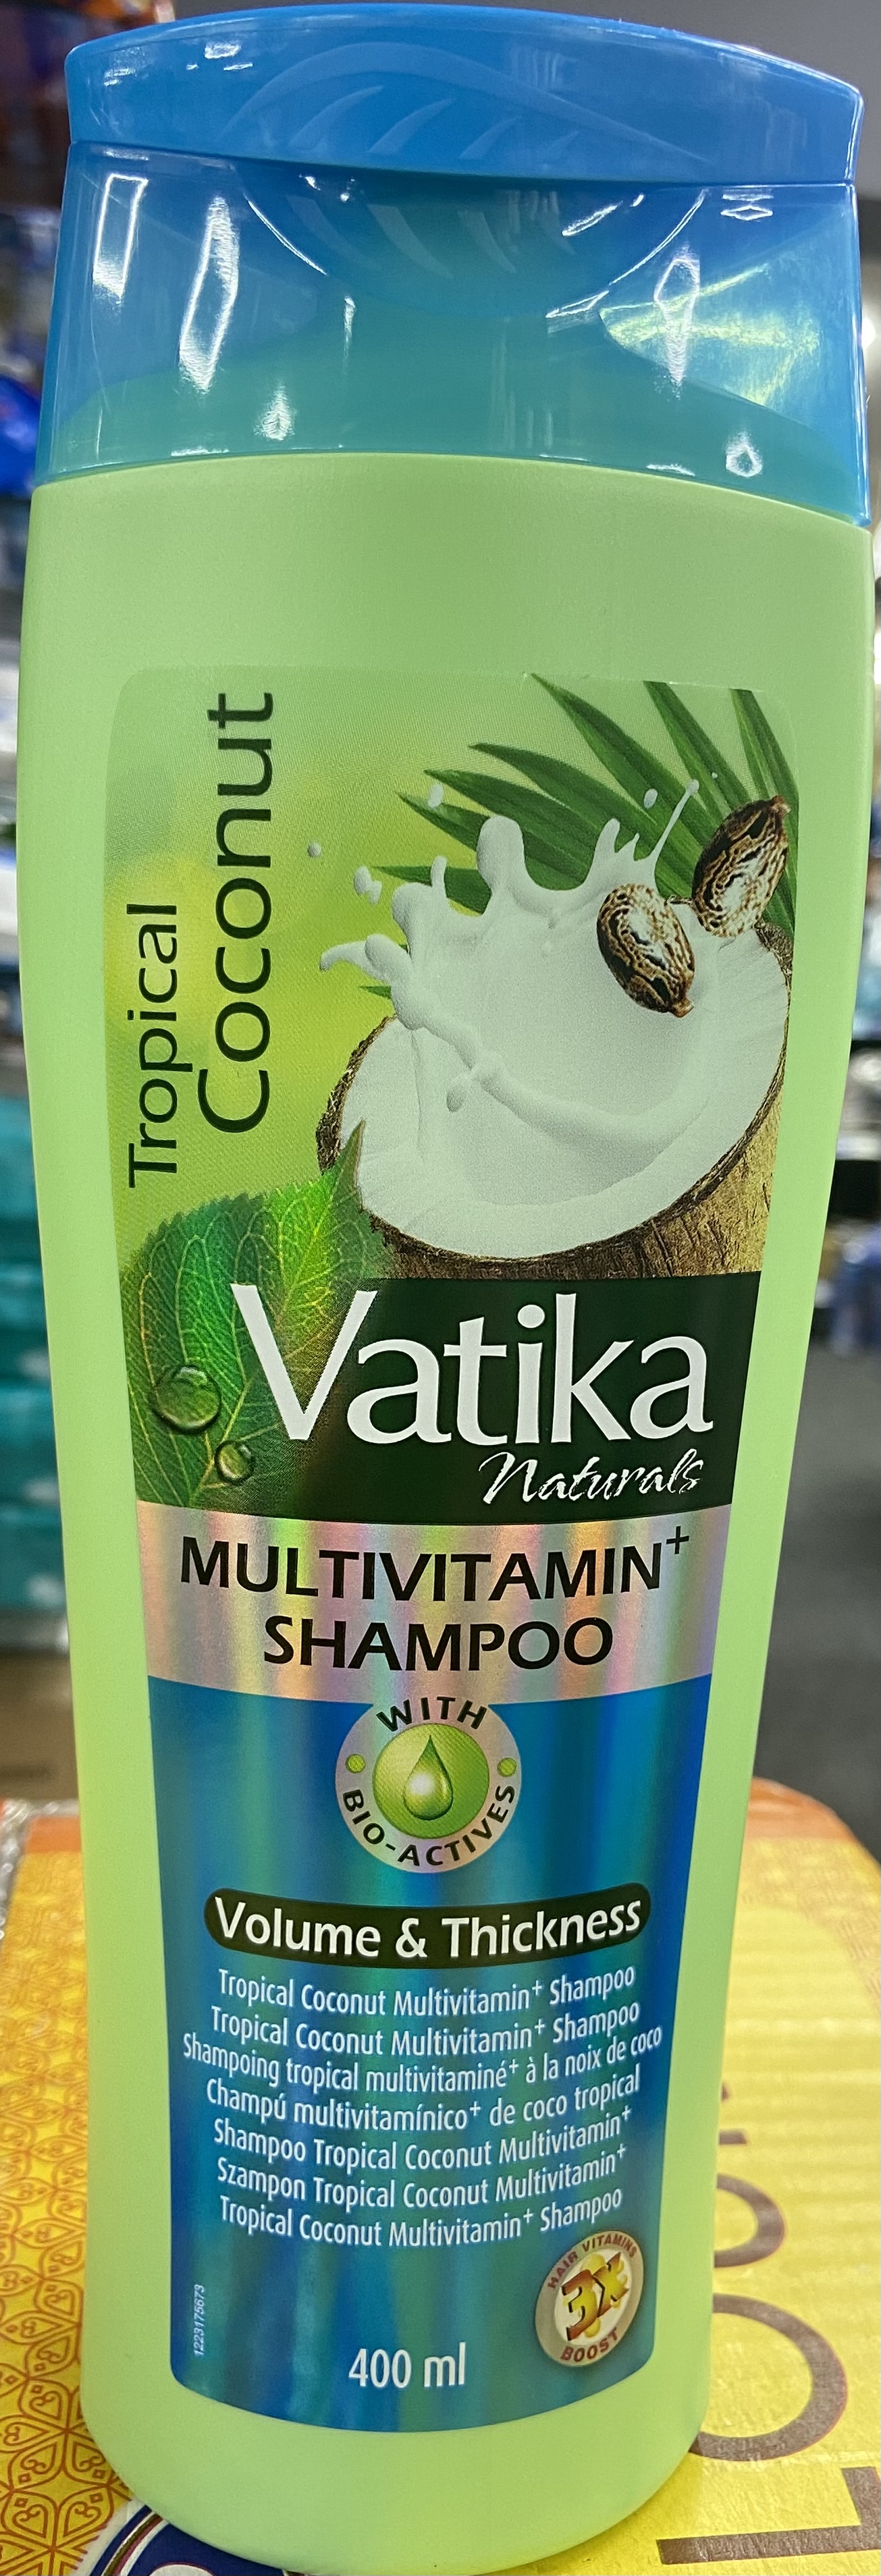 Tropical
Coconut
Vatika
Naturals
MULTIVITAMIN+
SHAMPOO
WITH
BIO-ACTIVES
Volume & Thickness
Tropical Coconut Multivitamin+ Shampoo
Tropical Coconut Multivitamin+ Shampoo
Shampoing tropical multivitaminé+ à la noix de coco
Champú multivitamínico+ de coco tropical
Shampoo Tropical Coconut Multivitamin+
Szampon Tropical Coconut Multivitamin+
Tropical Coconut Multivitamin+ Shampoo
HAIR VITAMINS
3X
BOOST
1223175673
400 ml